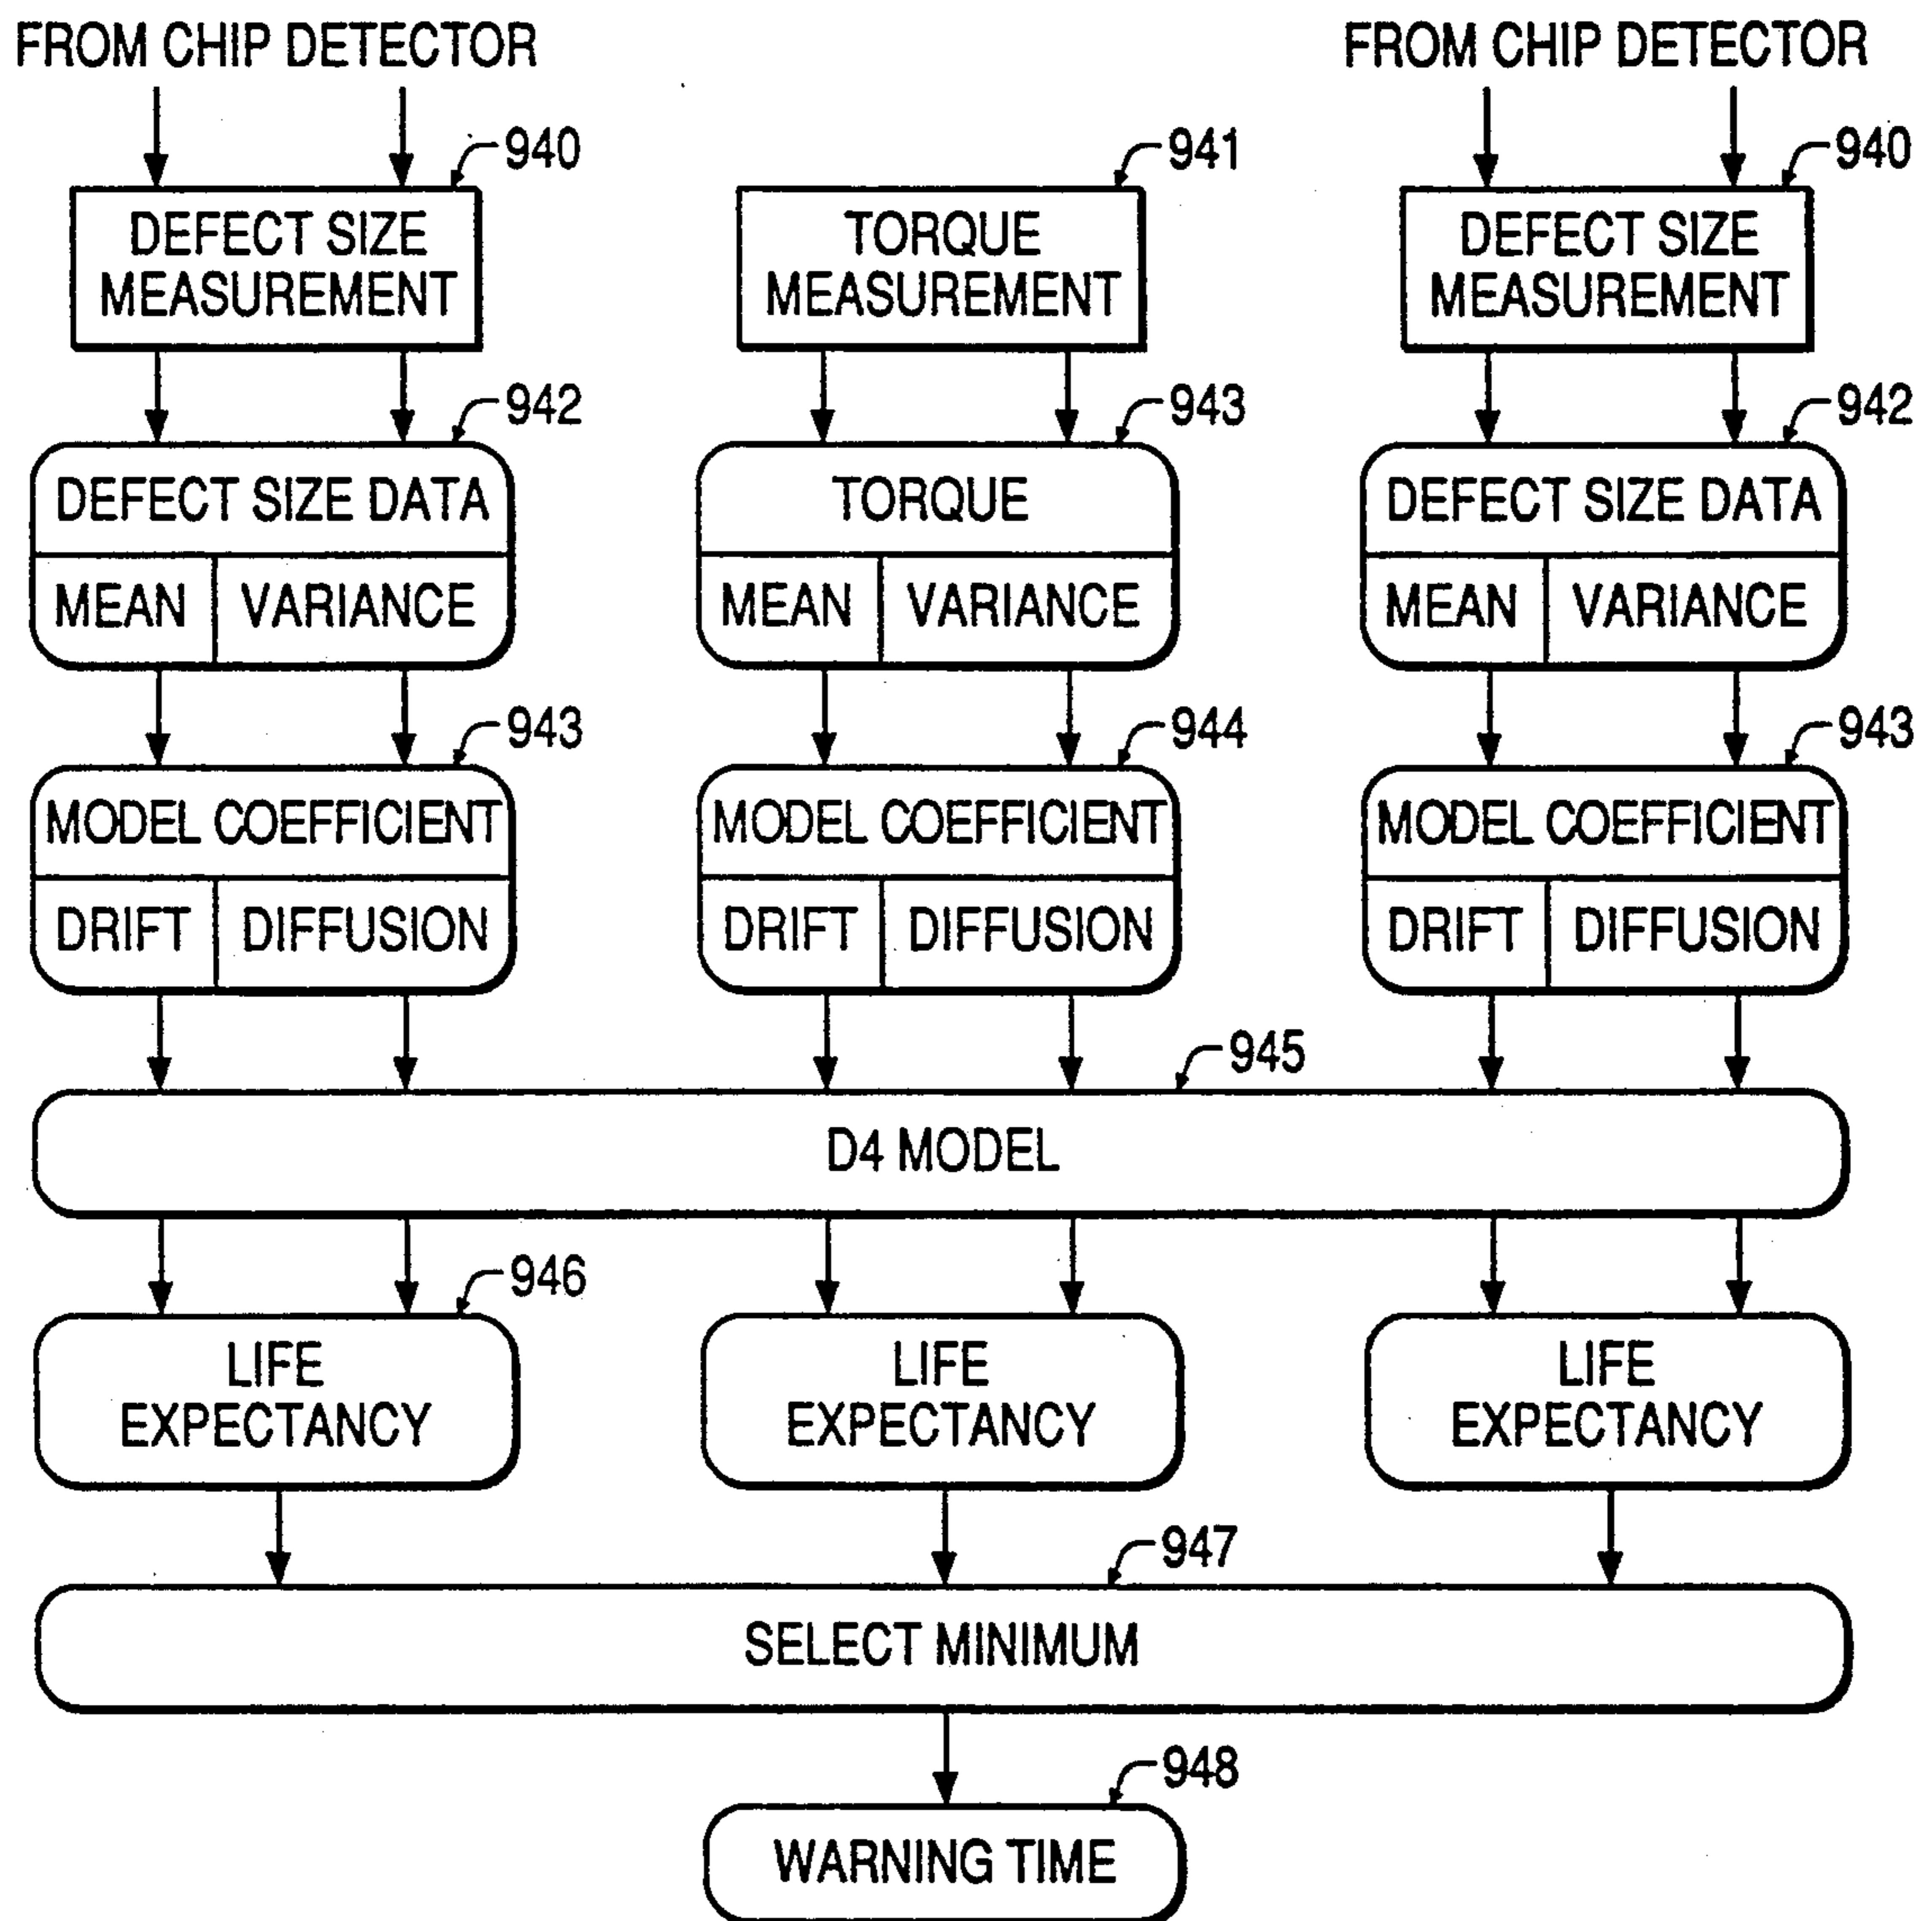 FROM CHIP DETECTOR
FROM CHIP DETECTOR
940
941
940
DEFECT SIZE
MEASUREMENT
TORQUE
MEASUREMENT
DEFECT SIZE
MEASUREMENT
942
943
942
DEFECT SIZE DATA
MEAN
VARIANCE
TORQUE
MEAN
VARIANCE
DEFECT SIZE DATA
MEAN
VARIANCE
943
944
943
MODEL COEFFICIENT
DRIFT
DIFFUSION
MODEL COEFFICIENT
DRIFT
DIFFUSION
MODEL COEFFICIENT
DRIFT
DIFFUSION
945
D4 MODEL
946
LIFE
EXPECTANCY
LIFE
EXPECTANCY
LIFE
EXPECTANCY
947
SELECT MINIMUM
948
WARNING TIME